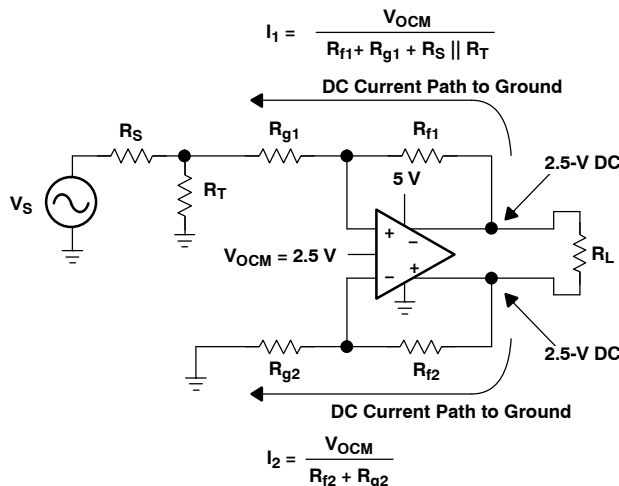 I1 = VOCM
Rf1+ Rg1 + RS || RT
DC Current Path to Ground
RS
Rg1
Rf1
2.5-V DC
5 V
RT
VS
+
−
VOCM = 2.5 V
RL
+
−
Rg2
Rf2
2.5-V DC
DC Current Path to Ground
I2 = VOCM
Rf2 + Rg2